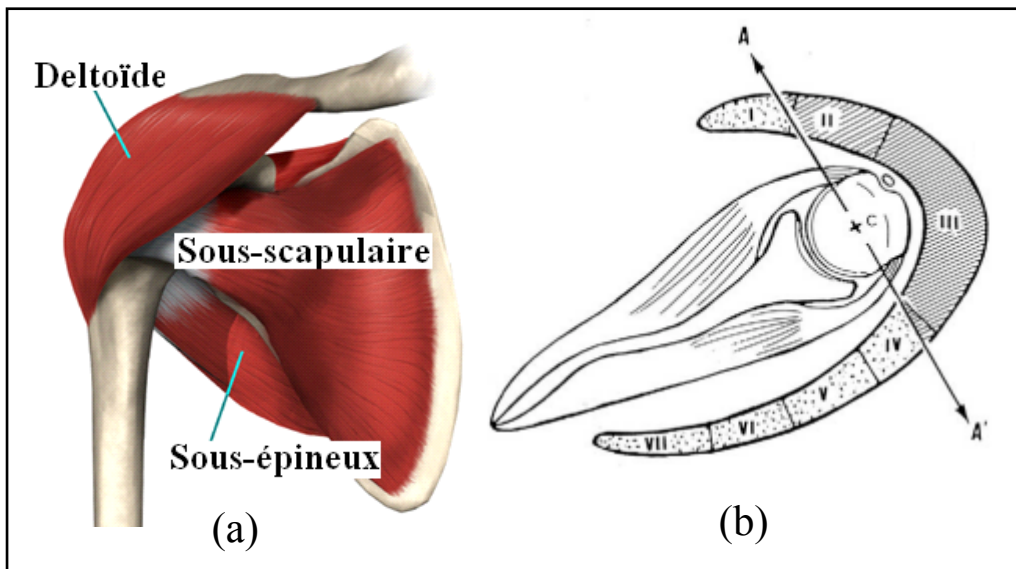 Deltoïde
Sous-scapulaire
Sous-épineux
(a)
A
I
II
III
C
IV
V
VI
VII
A'
(b)